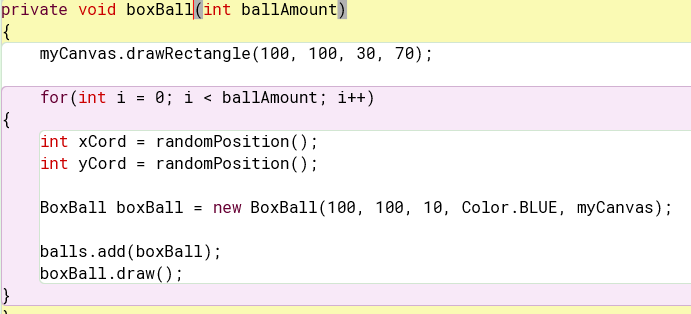 private void boxBall(int ballAmount)
{
myCanvas.drawRectangle(100, 100, 30, 70);
for(int i = 0; i < ballAmount; i++)
{
int xCord = randomPosition();
int yCord = randomPosition();
BoxBall boxBall = new BoxBall(100, 100, 10, Color.BLUE, myCanvas);
balls.add(boxBall);
boxBall.draw();
}
}